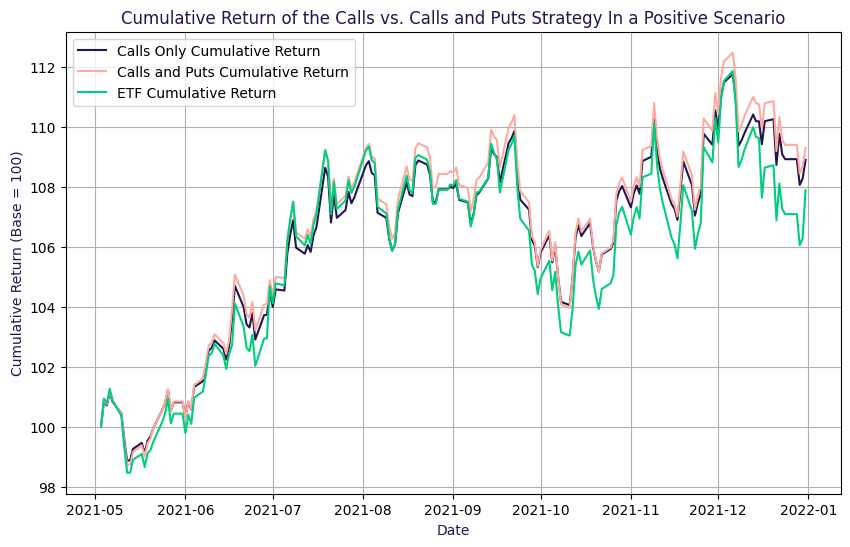 Cumulative Return of the Calls vs. Calls and Puts Strategy In a Positive Scenario
Calls Only Cumulative Return
Calls and Puts Cumulative Return
ETF Cumulative Return
Cumulative Return (Base = 100)
112
110
108
106
104
102
100
98
2021-05
2021-06
2021-07
2021-08
2021-09
2021-10
2021-11
2021-12
2022-01
Date